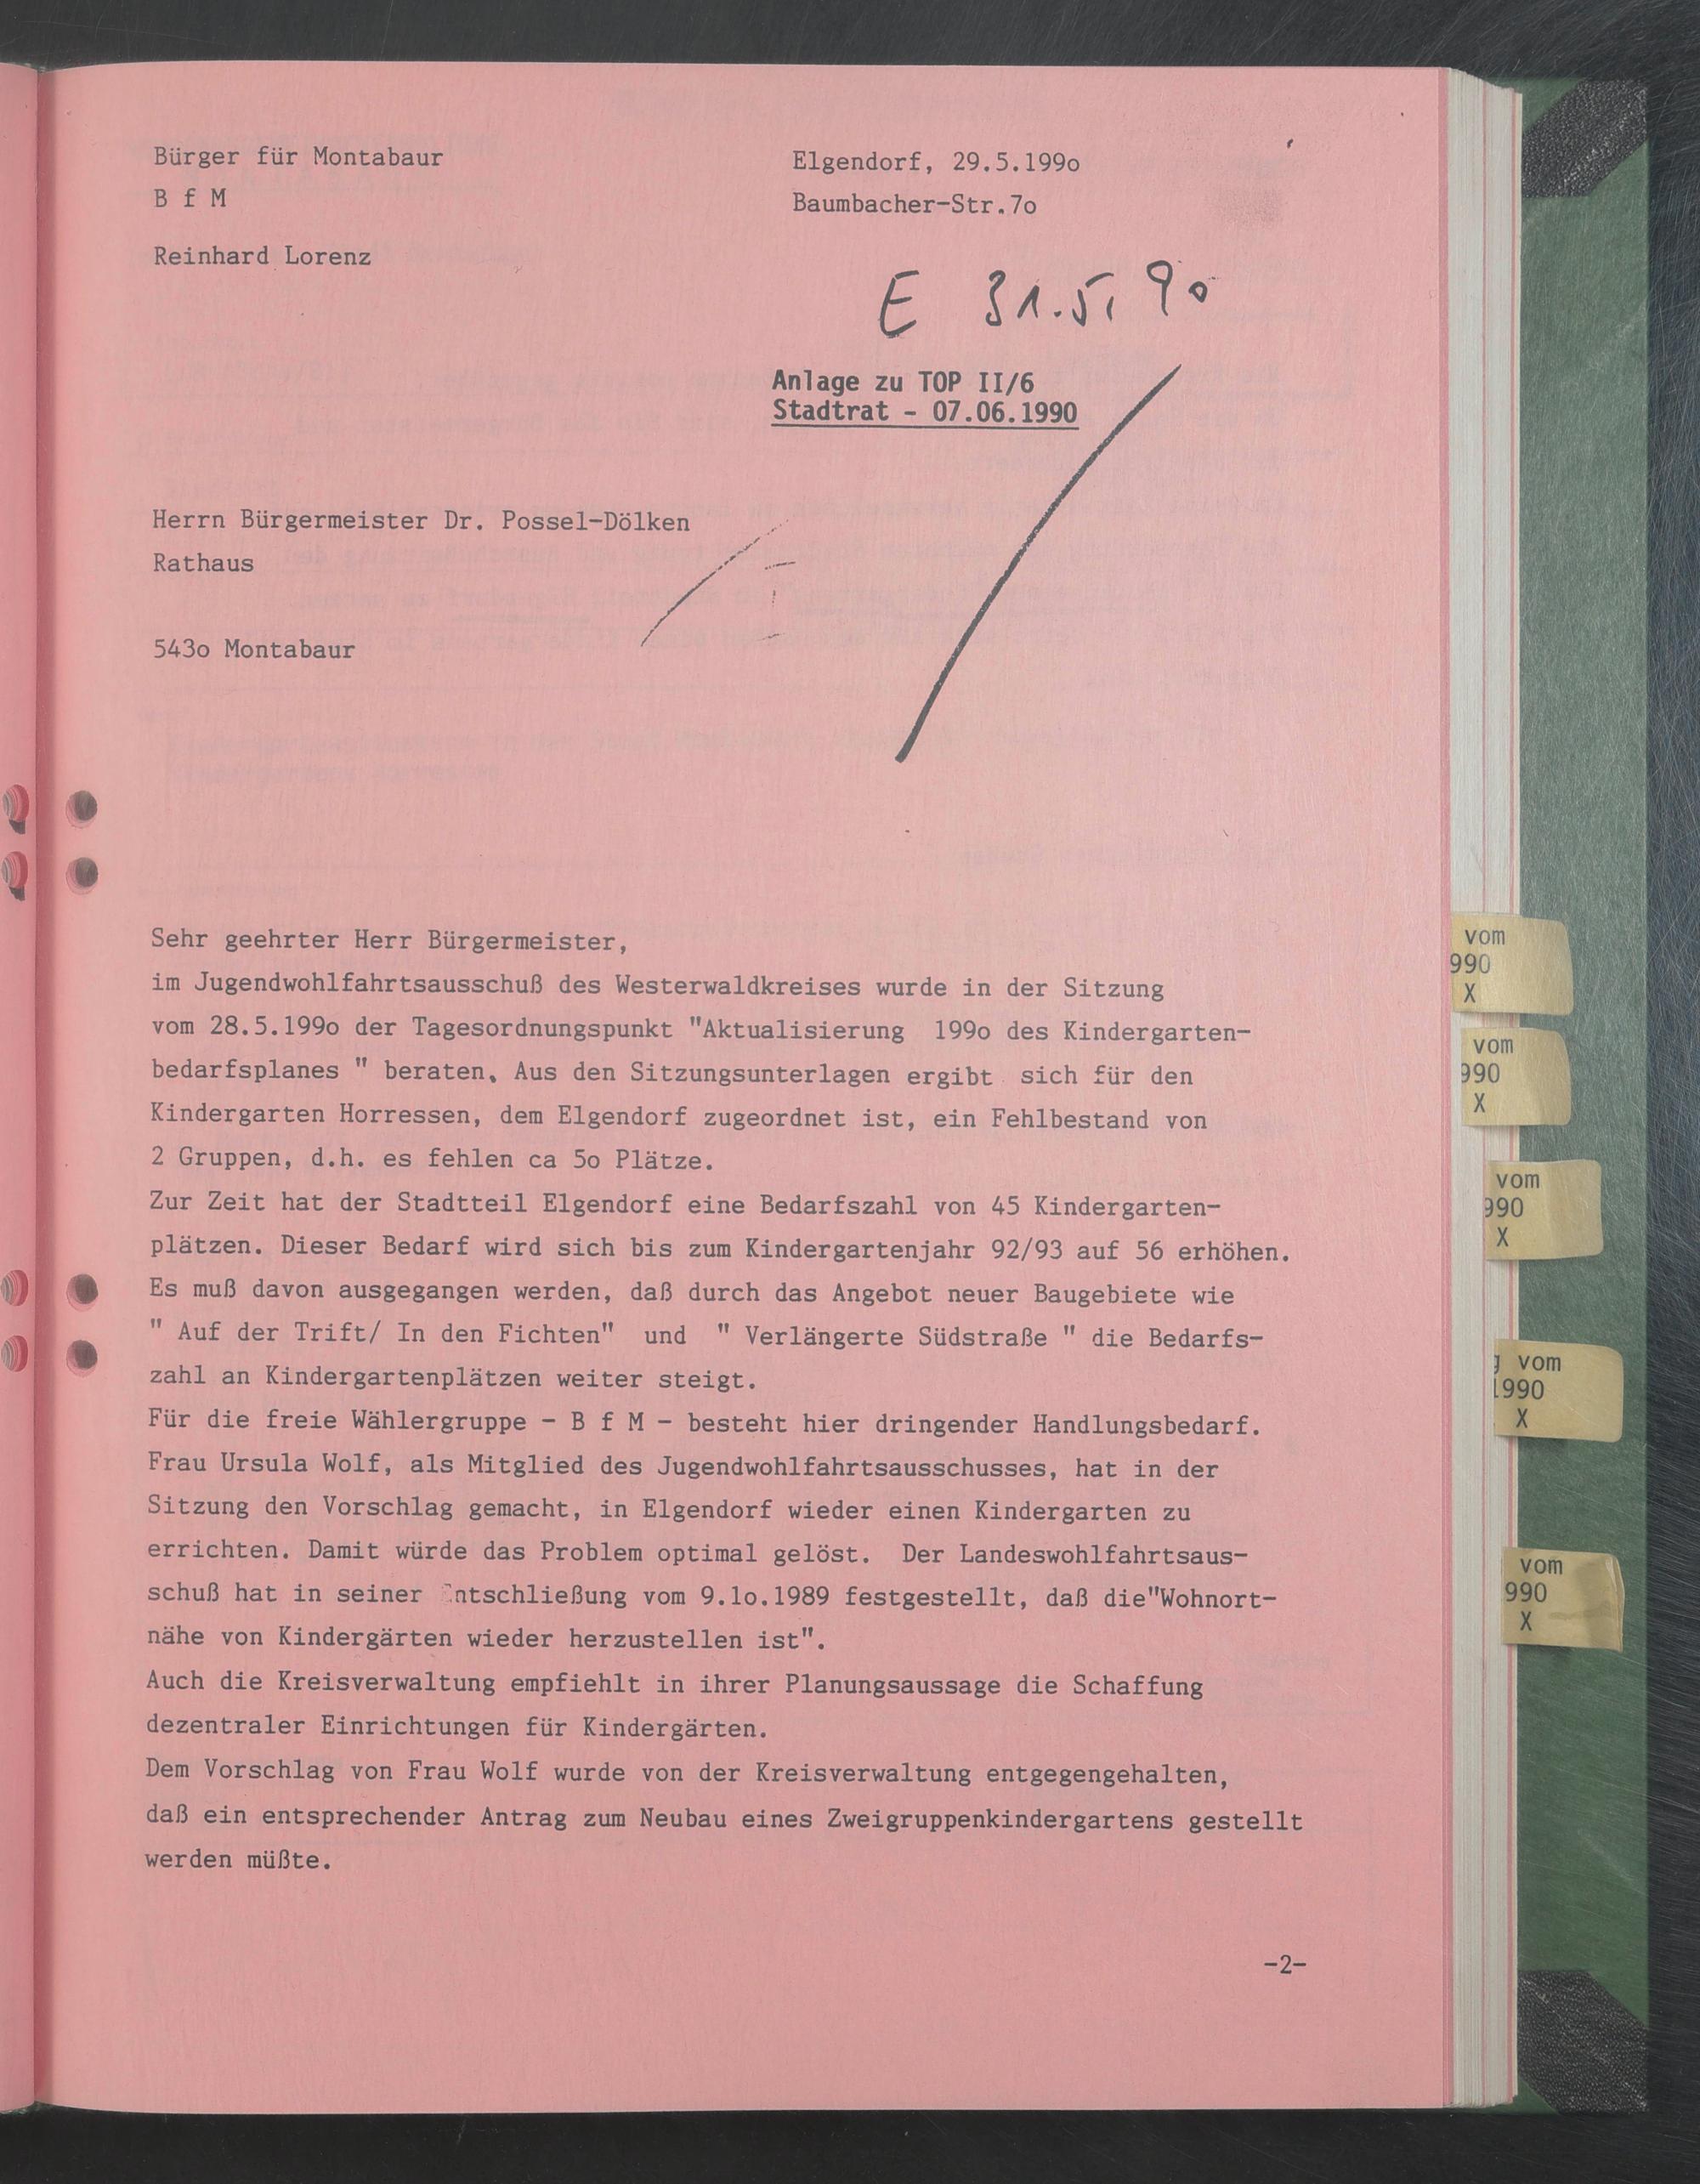 Bürger für Montabaur
B f M
Reinhard Lorenz
Elgendorf, 29.5.199o
Baumbacher-Str.7o
E 31.5.90
Anlage zu TOP II/6
Stadtrat - 07.06.1990
Herrn Bürgermeister Dr. Possel-Dölken
Rathaus
543o Montabaur
Sehr geehrter Herr Bürgermeister,
im Jugendwohlfahrtsausschuß des Westerwaldkreises wurde in der Sitzung
vom 28.5.199o der Tagesordnungspunkt "Aktualisierung 199o des Kindergarten-
bedarfsplanes " beraten. Aus den Sitzungsunterlagen ergibt sich für den
Kindergarten Horressen, dem Elgendorf zugeordnet ist, ein Fehlbestand von
2 Gruppen, d.h. es fehlen ca 5o Plätze.
Zur Zeit hat der Stadtteil Elgendorf eine Bedarfszahl von 45 Kindergarten-
plätzen. Dieser Bedarf wird sich bis zum Kindergartenjahr 92/93 auf 56 erhöhen.
Es muß davon ausgegangen werden, daß durch das Angebot neuer Baugebiete wie
" Auf der Trift/ In den Fichten" und " Verlängerte Südstraße " die Bedarfs-
zahl an Kindergartenplätzen weiter steigt.
Für die freie Wählergruppe - B f M - besteht hier dringender Handlungsbedarf.
Frau Ursula Wolf, als Mitglied des Jugendwohlfahrtsausschusses, hat in der
Sitzung den Vorschlag gemacht, in Elgendorf wieder einen Kindergarten zu
errichten. Damit würde das Problem optimal gelöst. Der Landeswohlfahrtsaus-
schuß hat in seiner Entschließung vom 9.1o.1989 festgestellt, daß die"Wohnort-
nähe von Kindergärten wieder herzustellen ist".
Auch die Kreisverwaltung empfiehlt in ihrer Planungsaussage die Schaffung
dezentraler Einrichtungen für Kindergärten.
Dem Vorschlag von Frau Wolf wurde von der Kreisverwaltung entgegengehalten,
daß ein entsprechender Antrag zum Neubau eines Zweigruppenkindergartens gestellt
werden müßte.
-2-
vom
990
X
vom
990
X
vom
990
X
g vom
1990
X
vom
990
X